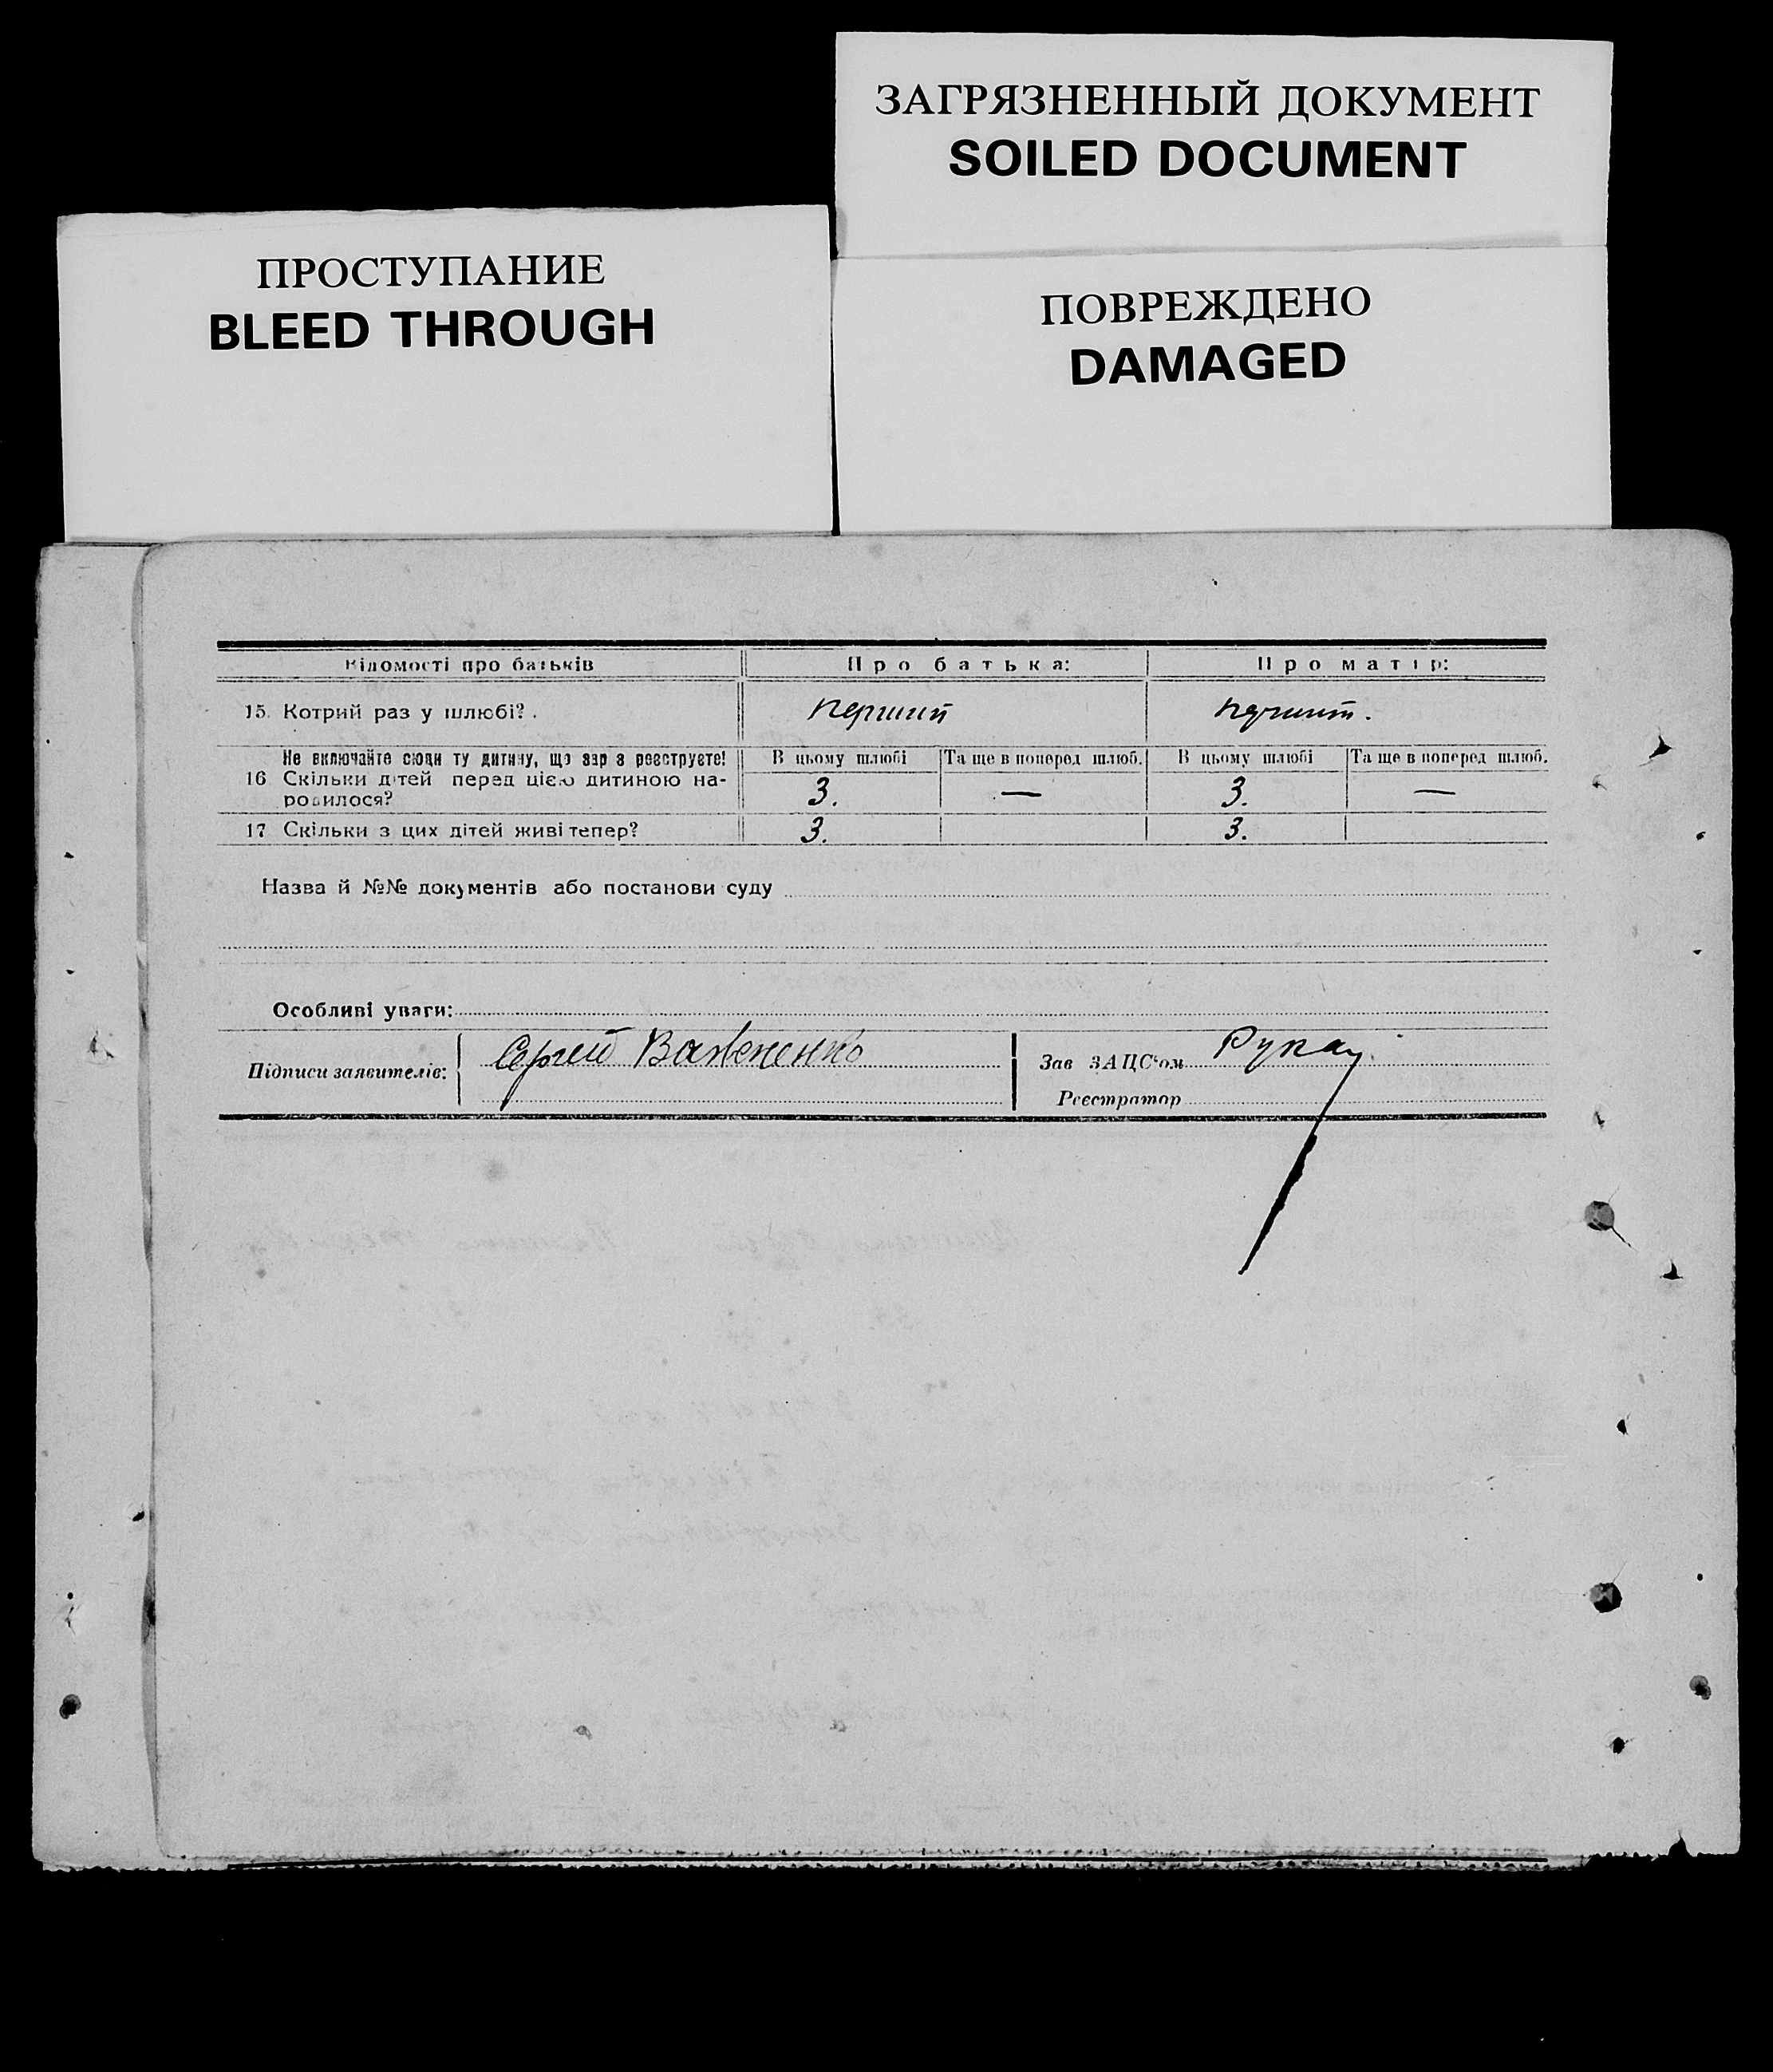 ЗАГРЯЗНЕННЫЙ ДОКУМЕНТ
SOILED DOCUMENT
ПРОСТУПАНИЕ
BLEED THROUGH
ПОВРЕЖДЕНО
DAMAGED
Відомості про батьків Про батька: Про матір:
15. Котрий раз у шлюбі?. перший
Не включайте сюди ту дитину, що зар з реєструєте! В цьому шлюбі Та ще в поперед шлюб. В цьому шлюбі Та ще в поперед шлюб.
16 Скільки дітей перед цією дитиною на- 3. — 3. —
родилося?
17 Скільки з цих дітей живі тепер? 3. 3.
Назва й №№ документів або постанови суду
Особливі уваги:
Підписи заявителів: Сергей Важененко Зав ЗАЦС‘ом
Реєстратор